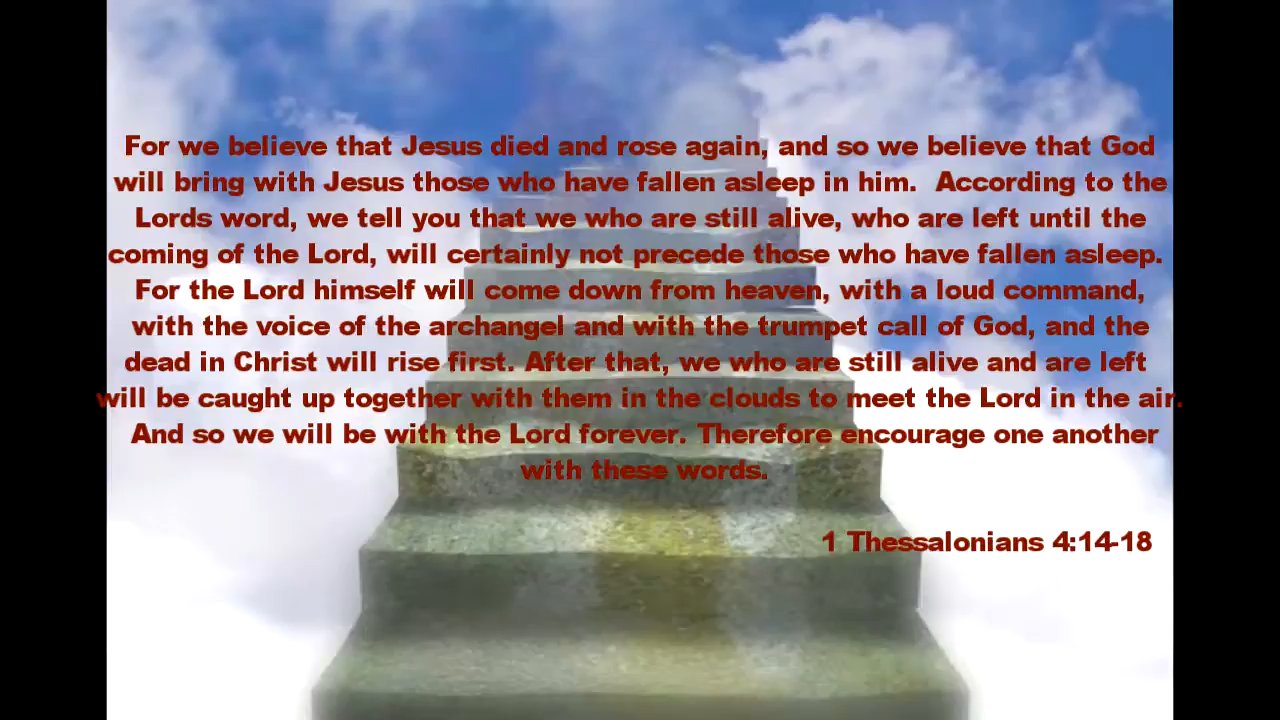 For we believe that Jesus died and rose again, and so we believe that God
will bring with Jesus those who have fallen asleep in him.  According to the
Lords word, we tell you that we who are still alive, who are left until the
coming of the Lord, will certainly not precede those who have fallen asleep.
For the Lord himself will come down from heaven, with a loud command,
with the voice of the archangel and with the trumpet call of God, and the
dead in Christ will rise first. After that, we who are still alive and are left
will be caught up together with them in the clouds to meet the Lord in the air.
And so we will be with the Lord forever. Therefore encourage one another
with these words.
1 Thessalonians 4:14-18